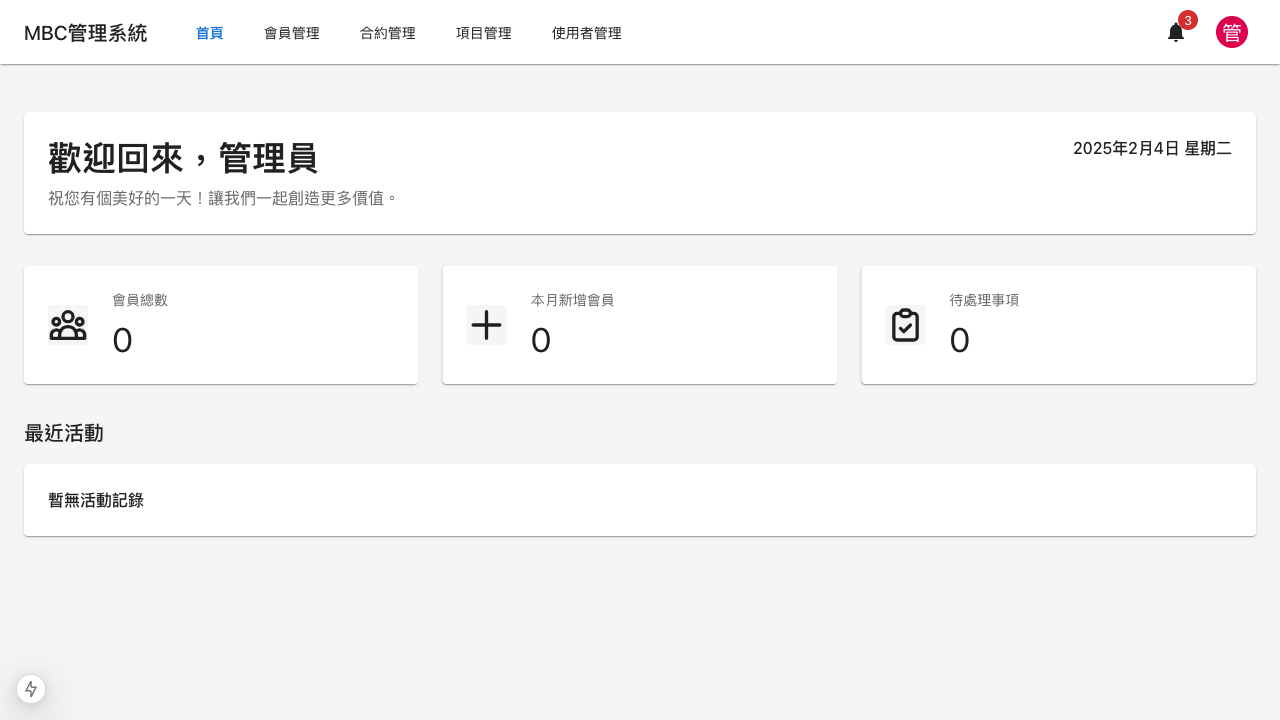 MBC管理系統
首頁
會員管理
合約管理
項目管理
使用者管理
3
管
歡迎回來，管理員
2025年2月4日 星期二
祝您有個美好的一天！讓我們一起創造更多價值。
會員總數
0
本月新增會員
0
待處理事項
0
最近活動
暫無活動記錄